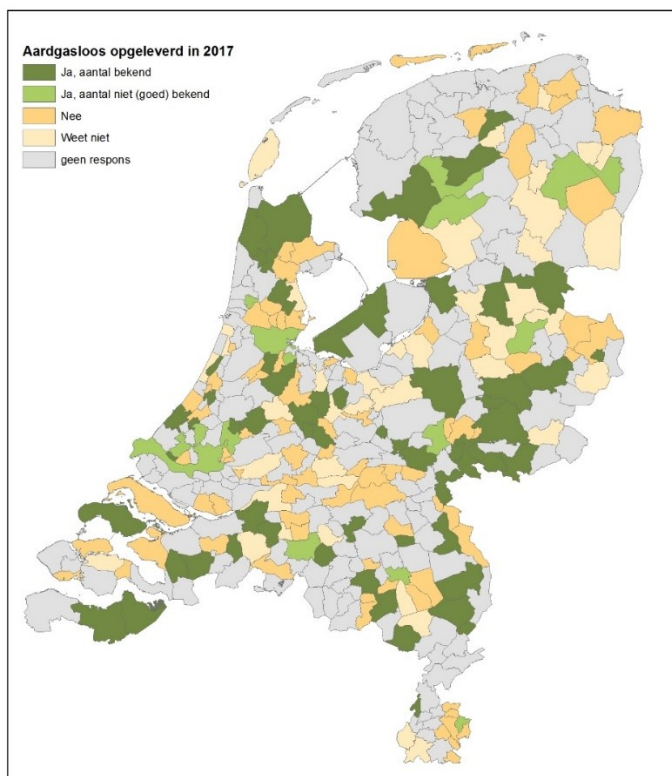 Aardgasloos opgeleverd in 2017
Ja, aantal bekend
Ja, aantal niet (goed) bekend
Nee
Weet niet
geen respons